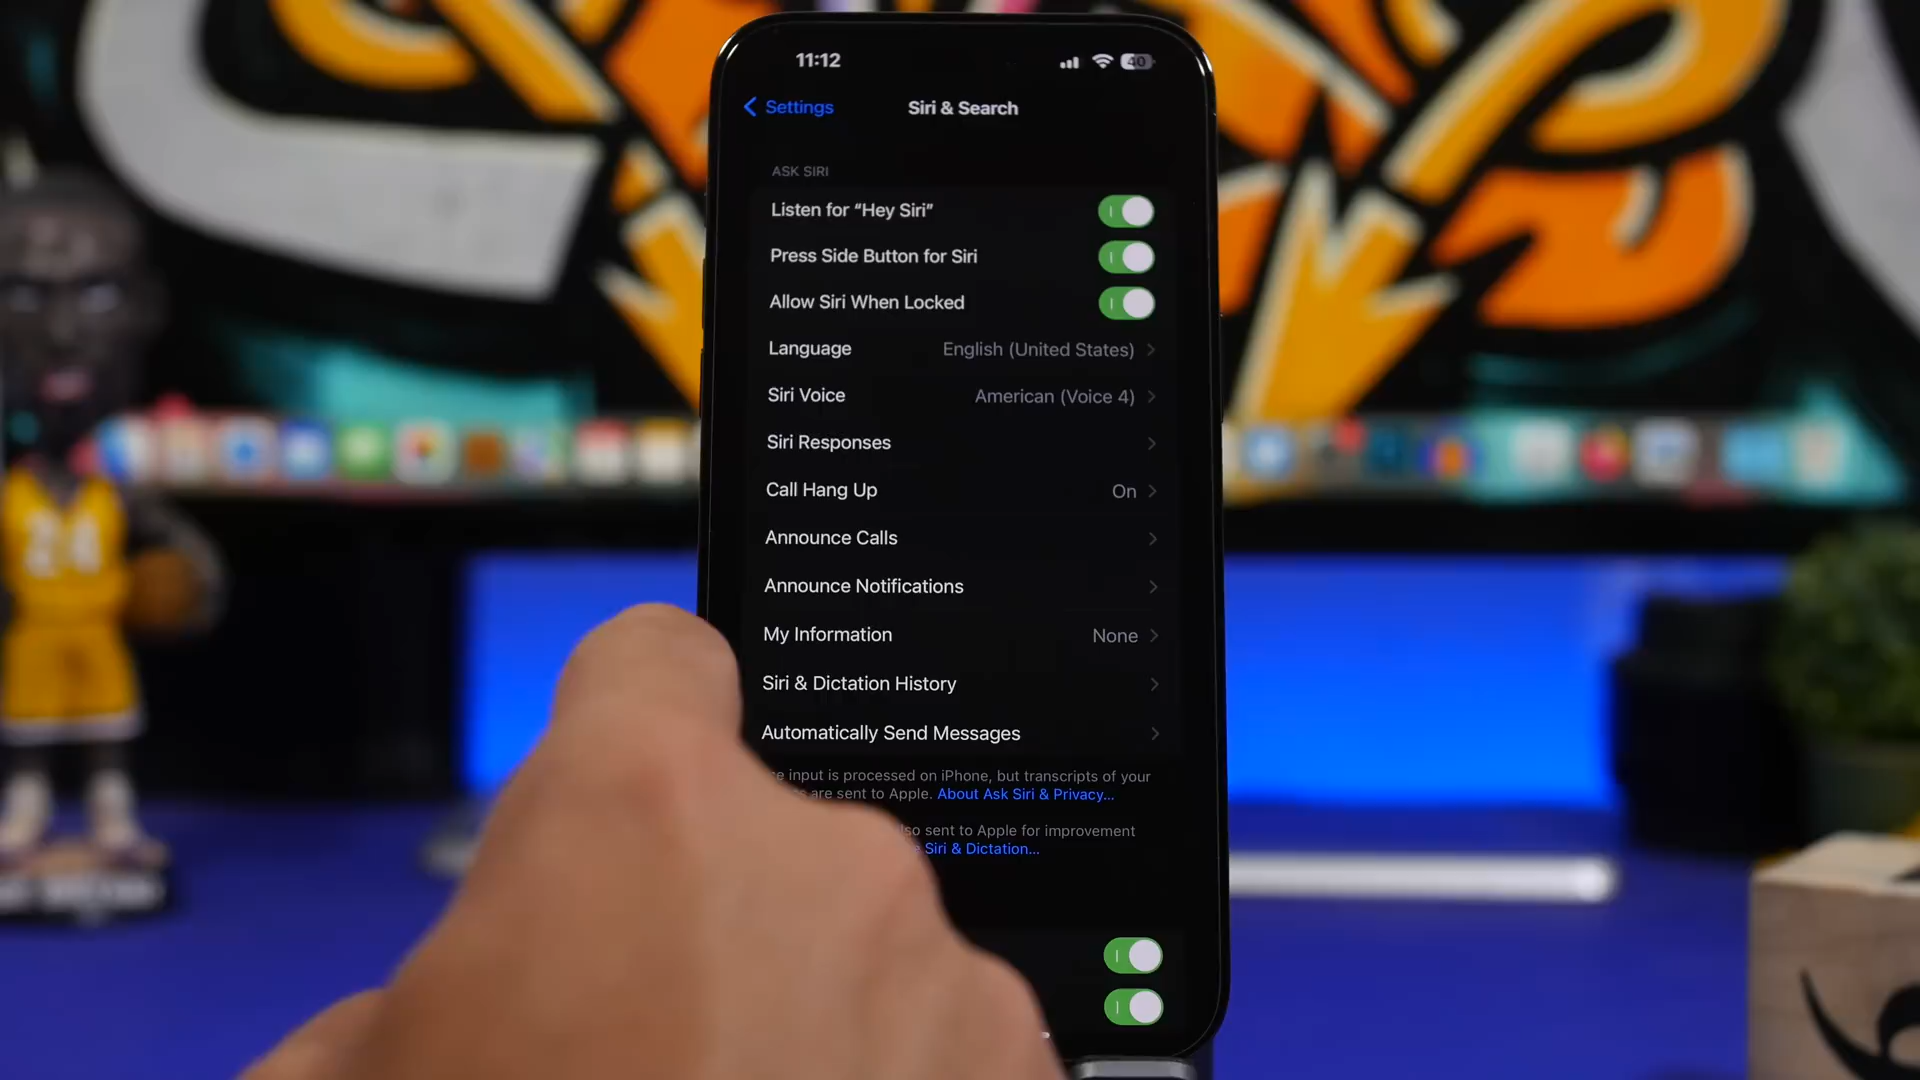 11:12
40
Settings
Siri & Search
ASK SIRI
Listen for “Hey Siri”
Press Side Button for Siri
Allow Siri When Locked
Language English (United States)
Siri Voice American (Voice 4)
Siri Responses
Call Hang Up On
Announce Calls
Announce Notifications
My Information None
Siri & Dictation History
Automatically Send Messages
input is processed on iPhone, but transcripts of your
are sent to Apple. About Ask Siri & Privacy...
sent to Apple for improvement
Siri & Dictation...
24